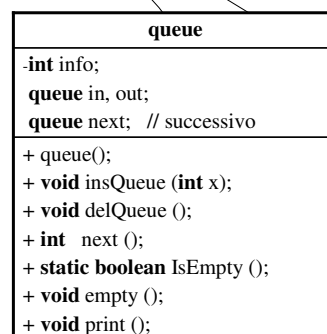 queue
-int info;
queue in, out;
queue next; // successivo
+ queue();
+ void insQueue (int x);
+ void delQueue ();
+ int next ();
+ static boolean IsEmpty ();
+ void empty ();
+ void print ();